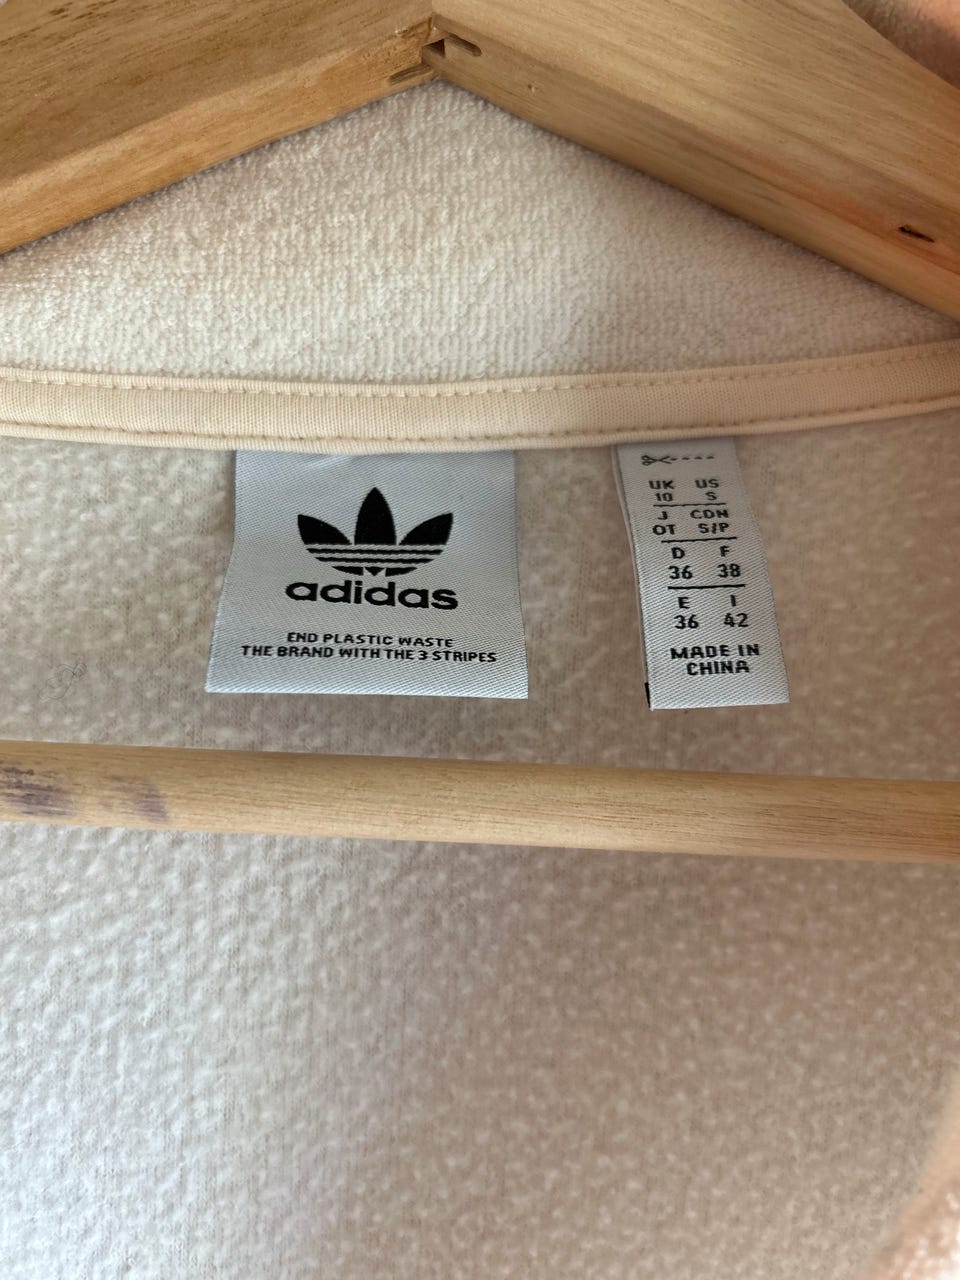 adidas
END PLASTIC WASTE
THE BRAND WITH THE 3 STRIPES
UK US
10 S
J CDN
OT S/P
D F
36 38
E I
36 42
MADE IN
CHINA